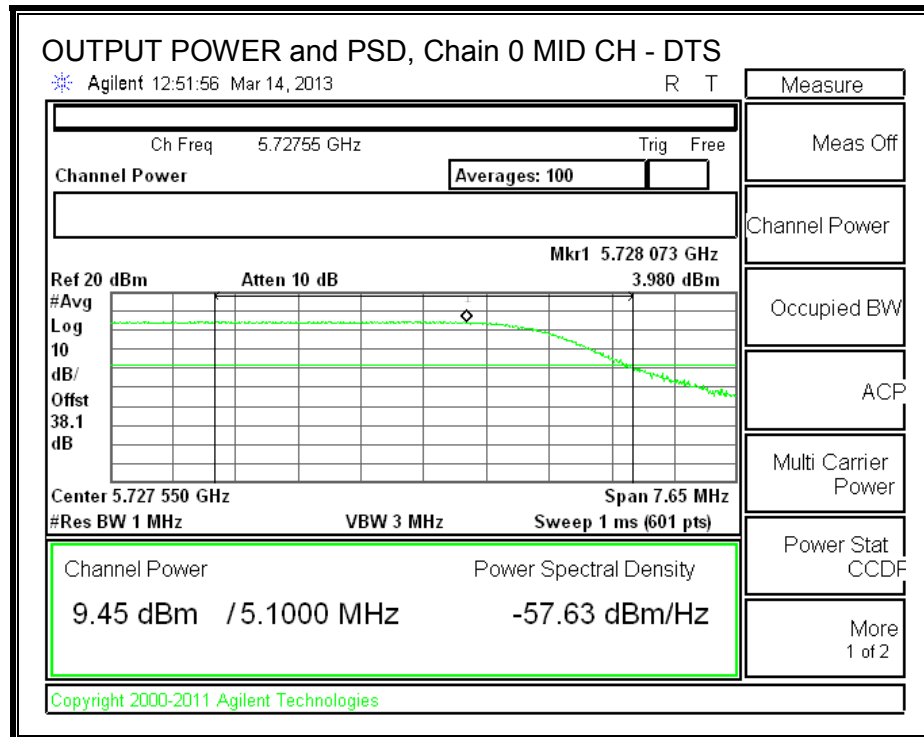 OUTPUT POWER and PSD, Chain 0 MID CH - DTS
Agilent 12:51:56 Mar 14, 2013 R T
Measure
Ch Freq 5.72755 GHz Trig Free
Meas Off
Channel Power Averages: 100
Channel Power
Mkr1 5.728 073 GHz
Ref 20 dBm Atten 10 dB 3.980 dBm
#Avg
Log
10
dB/
Offst
38.1
dB
1
Occupied BW
ACP
Multi Carrier
Power
Center 5.727 550 GHz Span 7.65 MHz
#Res BW 1 MHz VBW 3 MHz Sweep 1 ms (601 pts)
Power Stat
CCDF
Channel Power Power Spectral Density
9.45 dBm / 5.1000 MHz -57.63 dBm/Hz
More
1 of 2
Copyright 2000-2011 Agilent Technologies